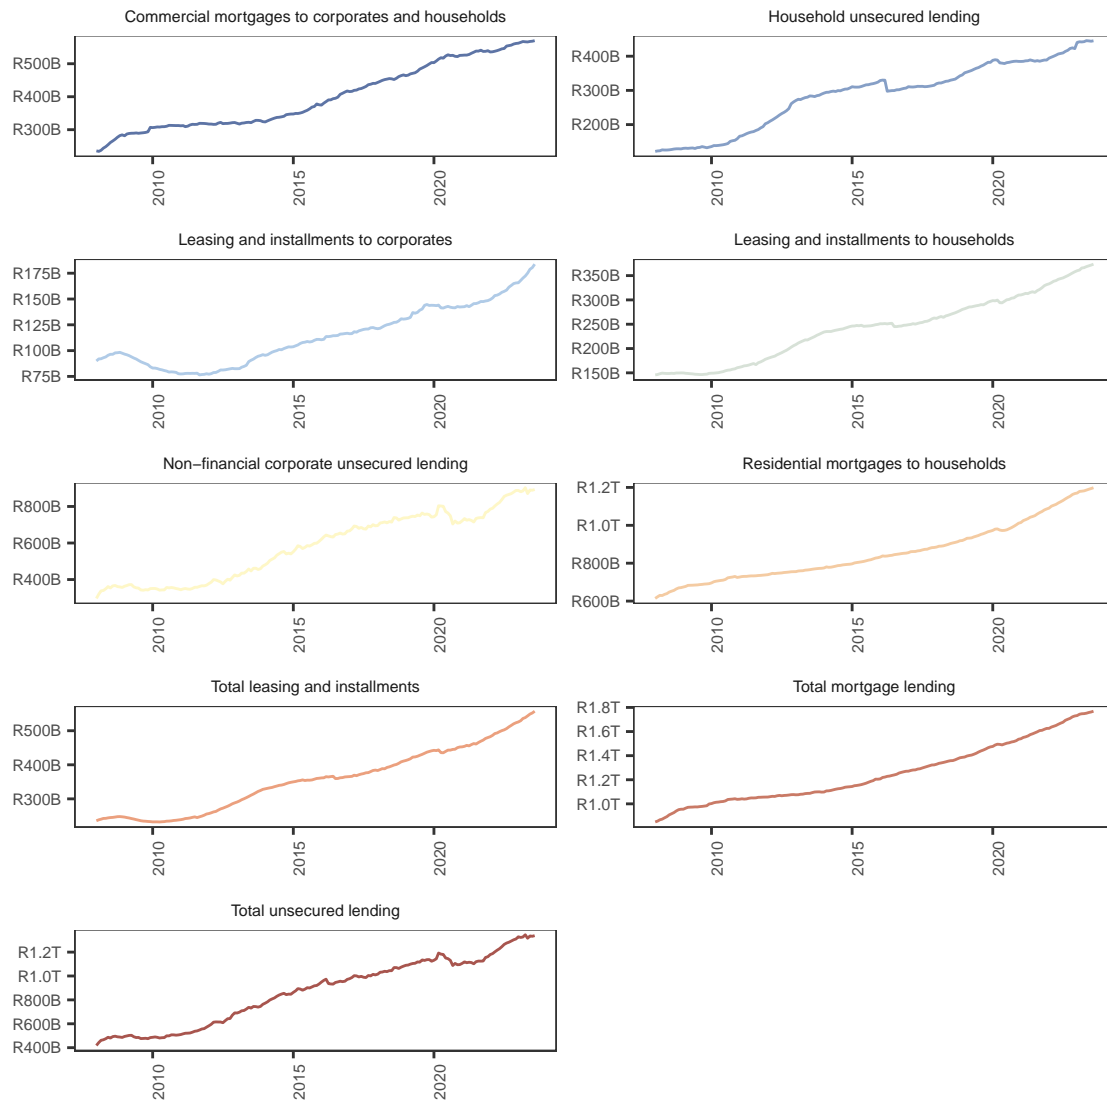 Commercial mortgages to corporates and households
R500B
R400B
R300B
2010
2015
2020
Household unsecured lending
R400B
R300B
R200B
2010
2015
2020
Leasing and installments to corporates
R175B
R150B
R125B
R100B
R75B
2010
2015
2020
Leasing and installments to households
R350B
R300B
R250B
R200B
R150B
2010
2015
2020
Non−financial corporate unsecured lending
R800B
R600B
R400B
2010
2015
2020
Residential mortgages to households
R1.2T
R1.0T
R800B
R600B
2010
2015
2020
Total leasing and installments
R500B
R400B
R300B
2010
2015
2020
Total mortgage lending
R1.8T
R1.6T
R1.4T
R1.2T
R1.0T
2010
2015
2020
Total unsecured lending
R1.2T
R1.0T
R800B
R600B
R400B
2010
2015
2020